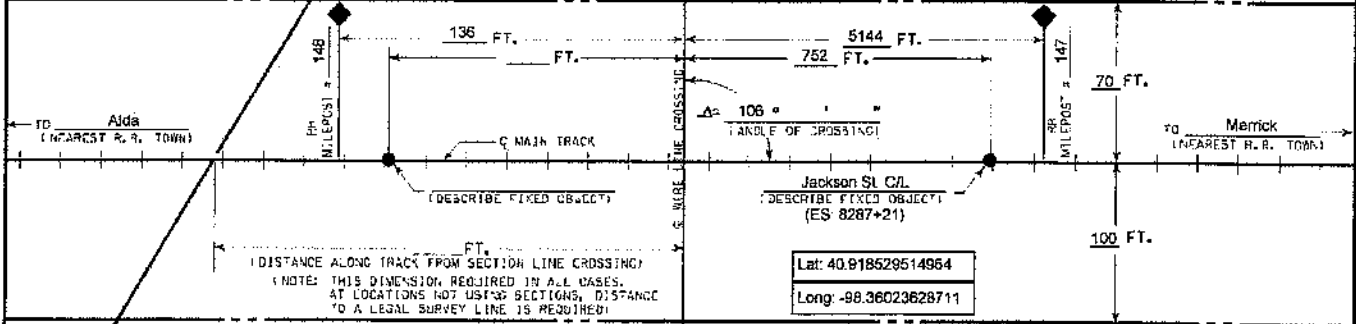 136 FT.
5144 FT.
FT.
752 FT.
RR MILEPOST # 148
RR MILEPOST # 147
70 FT.
A= 106 ° ' "
(ANGLE OF CROSSING)
TO Alda
(NEAREST R.R. TOWN)
TO Merrick
(NEAREST R.R. TOWN)
WIRE LINE CROSSING
MAIN TRACK
(DESCRIBE FIXED OBJECT)
Jackson St. C/L
(DESCRIBE FIXED OBJECT)
(ES: 8287+21)
100 FT.
FT.
(DISTANCE ALONG TRACK FROM SECTION LINE CROSSING)
(NOTE: THIS DIMENSION REQUIRED IN ALL CASES.
AT LOCATIONS NOT USING SECTIONS, DISTANCE
TO A LEGAL SURVEY LINE IS REQUIRED)
Lat: 40.918529514964
Long: -98.36023628711